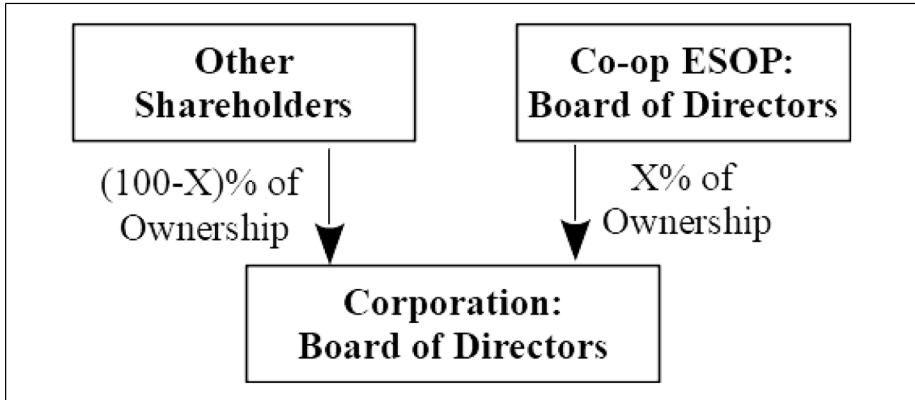 Other
Shareholders
Co-op ESOP:
Board of Directors
(100-X)% of
Ownership
X% of
Ownership
Corporation:
Board of Directors